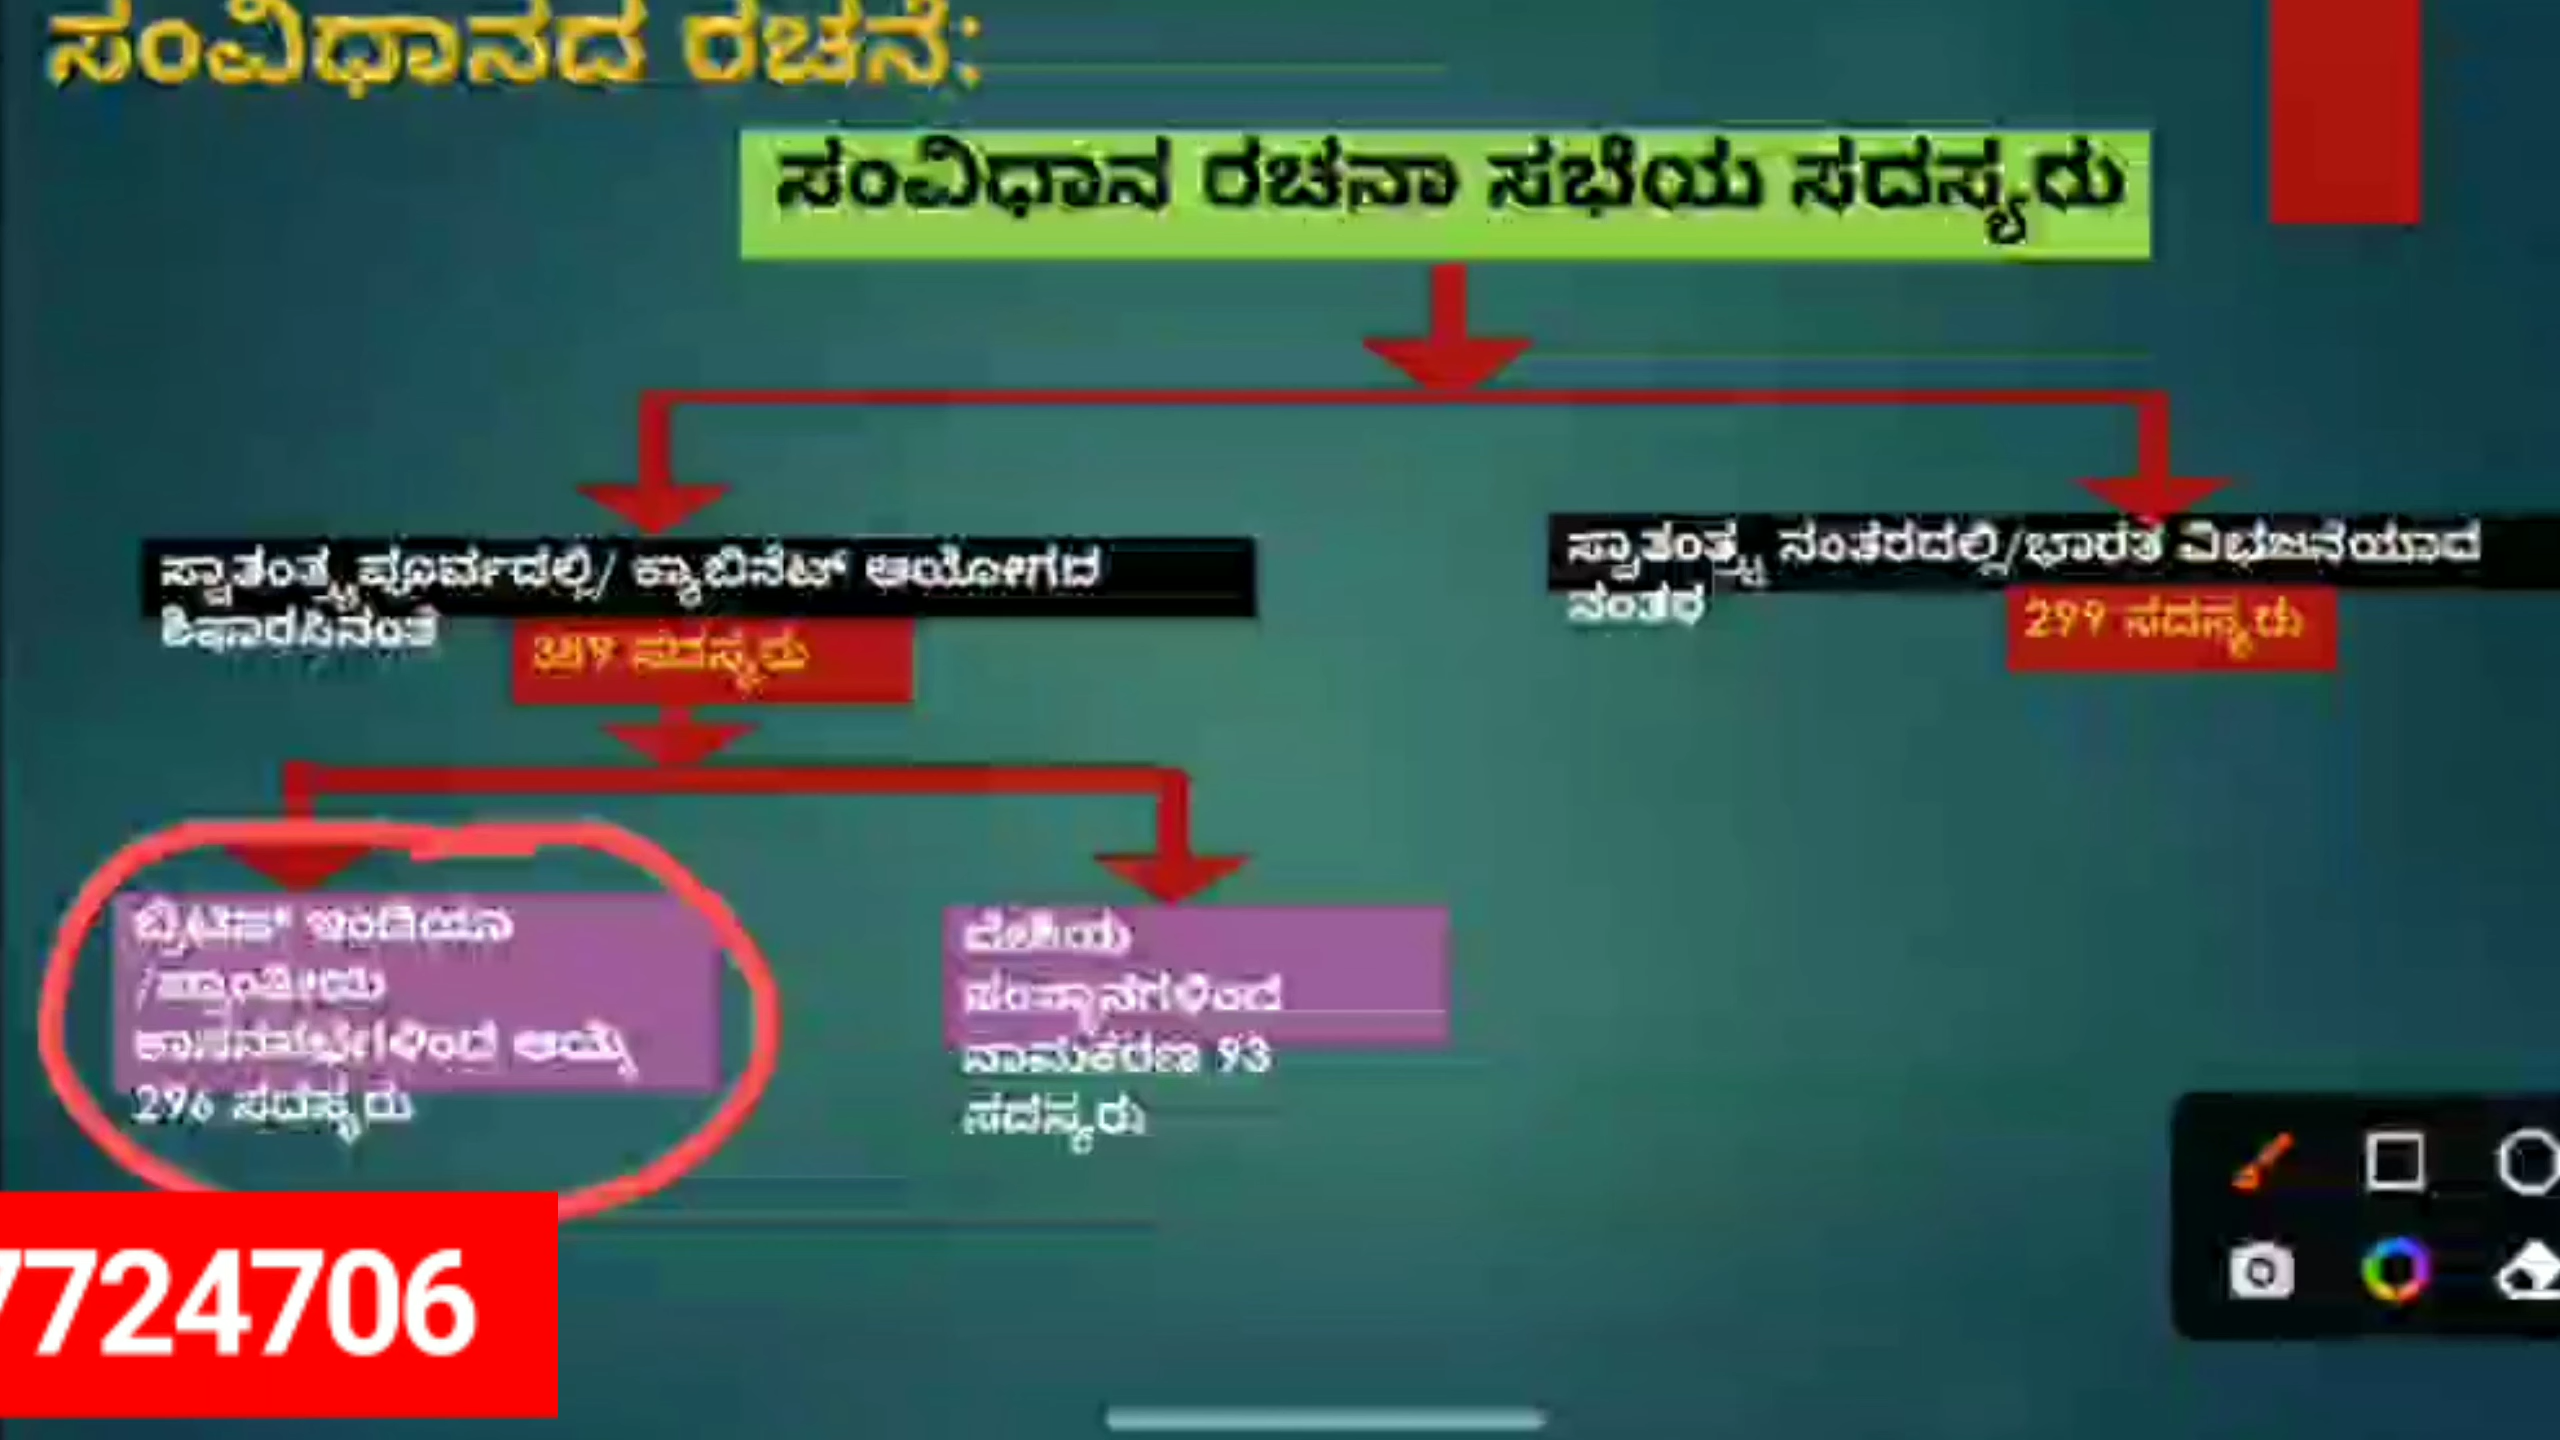 ಸಂವಿಧಾನದ ರಚನೆ:
ಸಂವಿಧಾನ ರಚನಾ ಸಭೆಯ ಸದಸ್ಯರು
ಸ್ವಾತಂತ್ರ್ಯ ಪೂರ್ವದಲ್ಲಿ/ ಕ್ಯಾಬಿನೆಟ್ ಆಯೋಗದ
ಶಿಫಾರಸಿನಂತೆ
389 ಸದಸ್ಯರು
ಸ್ವಾತಂತ್ರ್ಯ ನಂತರದಲ್ಲಿ/ಭಾರತ ವಿಭಜನೆಯಾದ
ನಂತರ
299 ಸದಸ್ಯರು
ಬ್ರಿಟಿಷ್ ಇಂಡಿಯನ
/ಪ್ರಾಂತೀಯ
ಶಾಸನಸಭೆಗಳಿಂದ ಆಯ್ಕೆ
296 ಸದಸ್ಯರು
ದೇಶೀಯ
ಸಂಸ್ಥಾನಗಳಿಂದ
ನಾಮಕರಣ 93
ಸದಸ್ಯರು
7724706